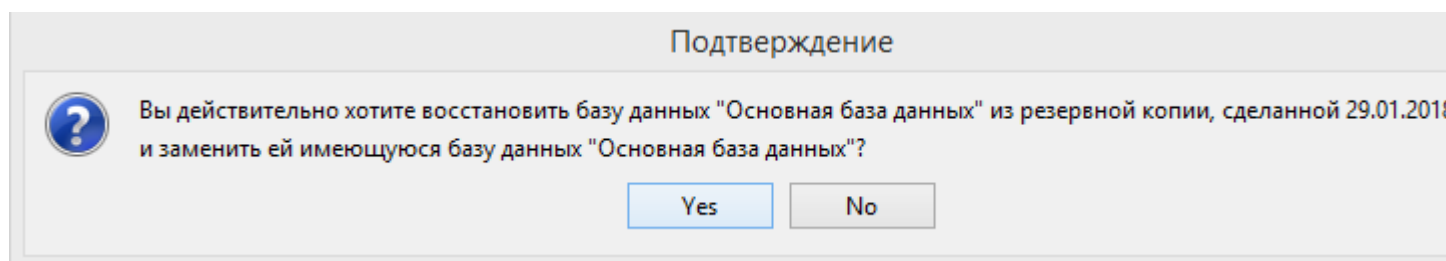 Подтверждение
Вы действительно хотите восстановить базу данных "Основная база данных" из резервной копии, сделанной 29.01.2018
и заменить ей имеющуюся базу данных "Основная база данных"?
Yes No